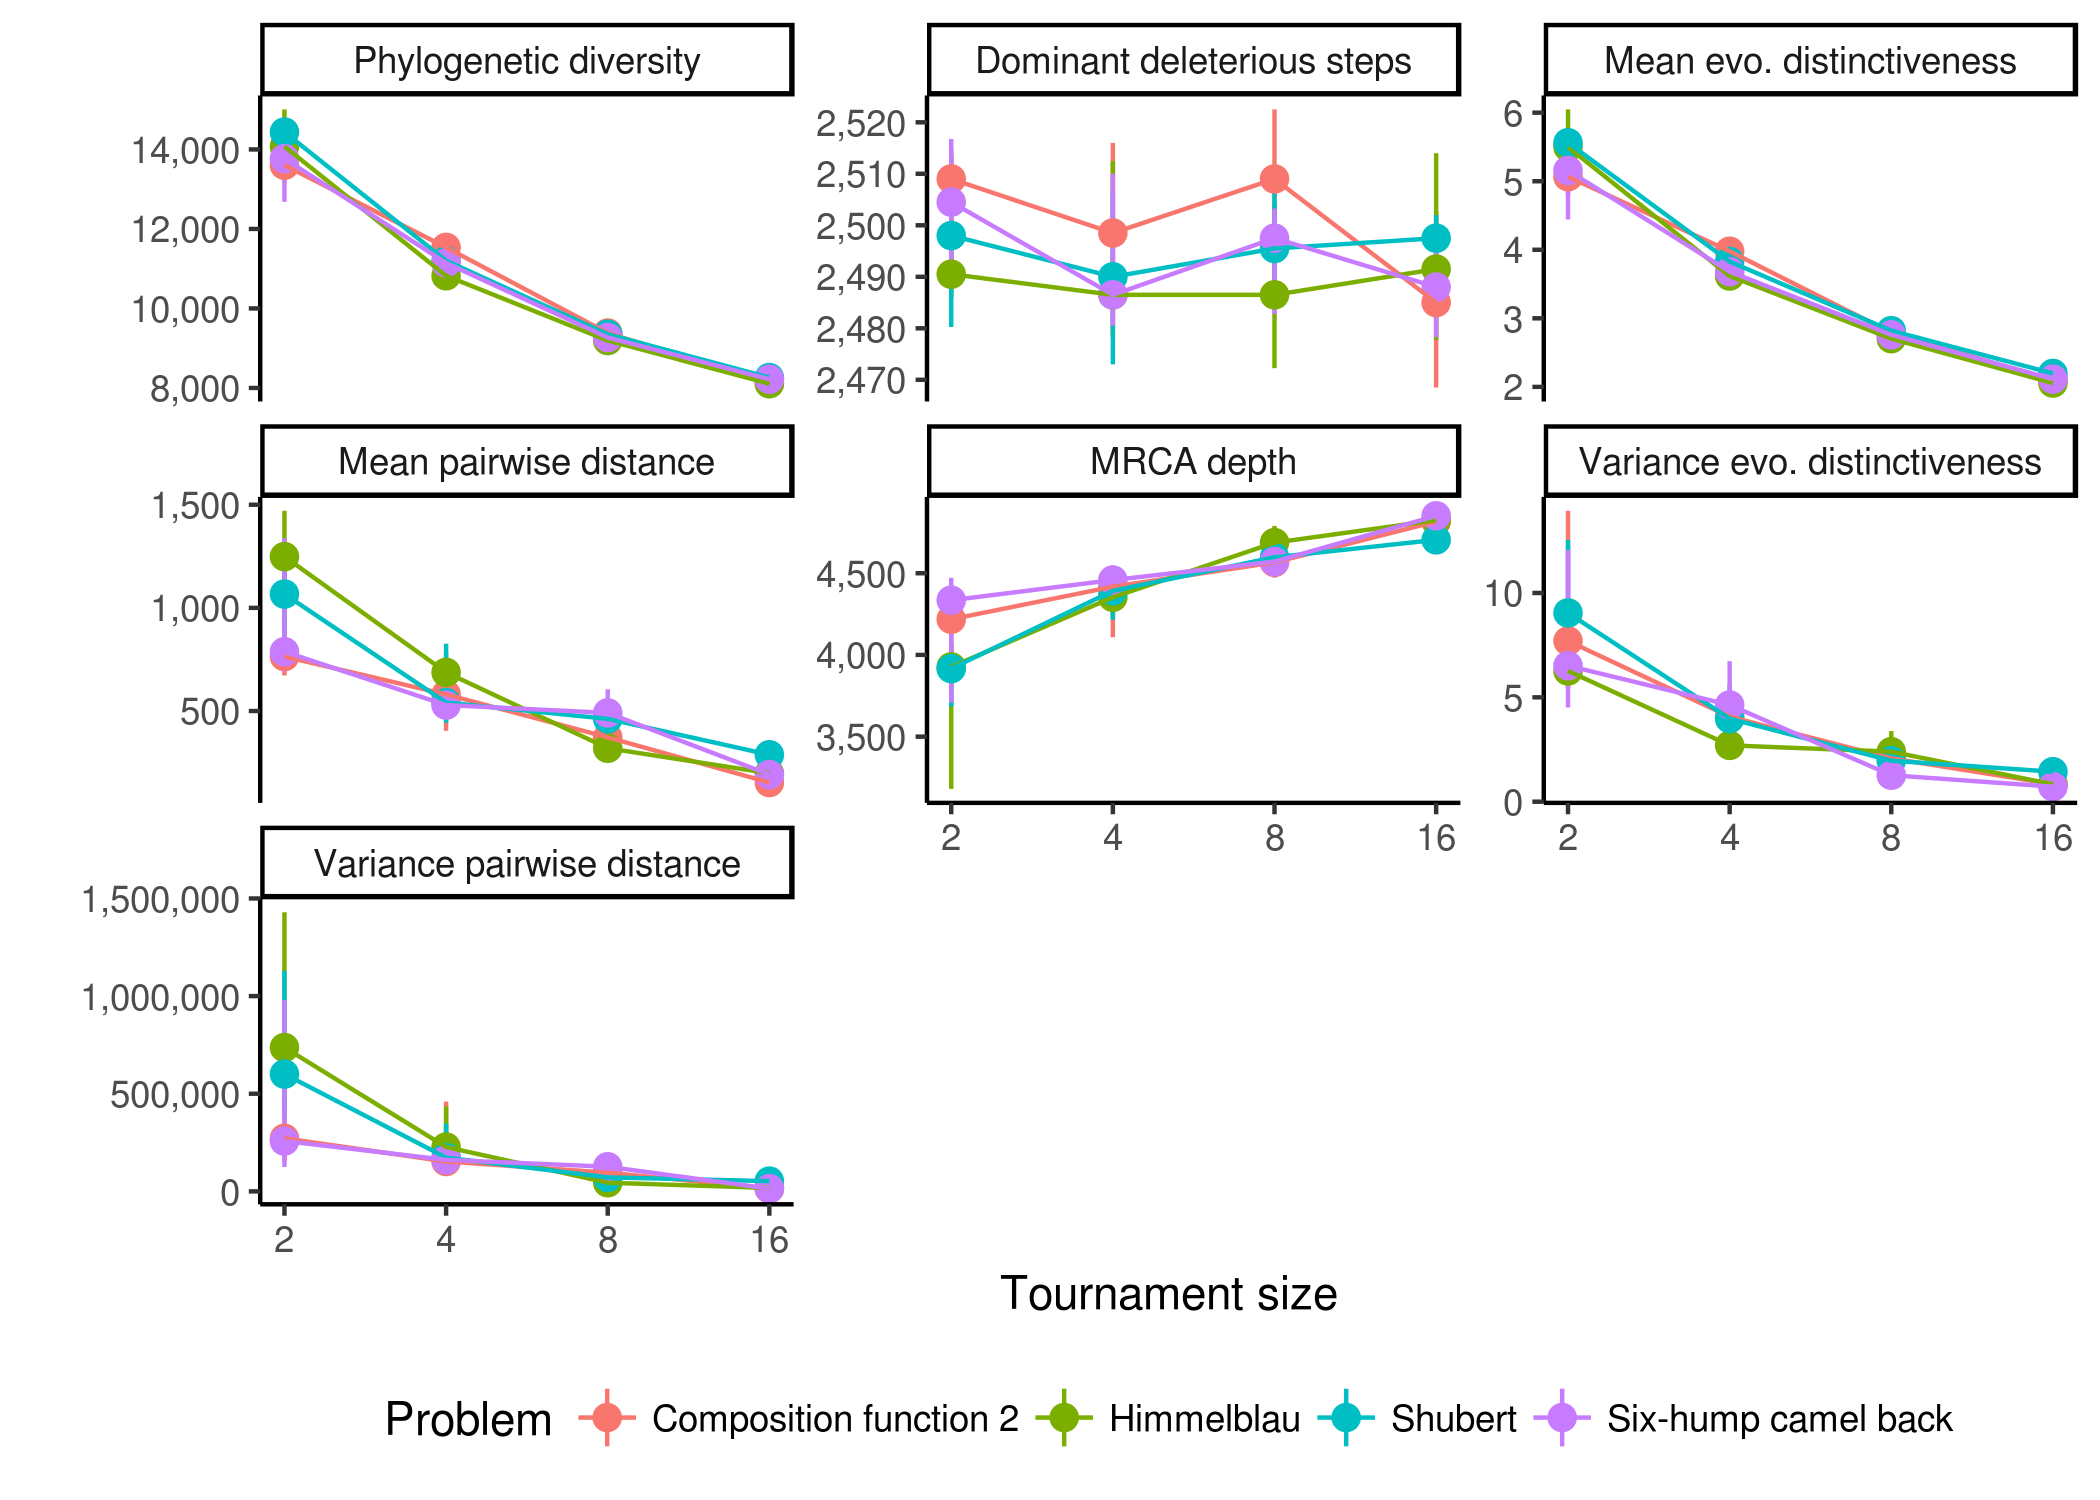 Phylogenetic diversity
14,000
12,000
10,000
8,000
Dominant deleterious steps
2,520
2,510
2,500
2,490
2,480
2,470
Mean evo. distinctiveness
6
5
4
3
2
Mean pairwise distance
1,500
1,000
500
MRCA depth
4,500
4,000
3,500
2 4 8 16
Variance evo. distinctiveness
10
5
0
2 4 8 16
Variance pairwise distance
1,500,000
1,000,000
500,000
0
2 4 8 16
Tournament size
Problem Composition function 2 Himmelblau Shubert Six-hump camel back